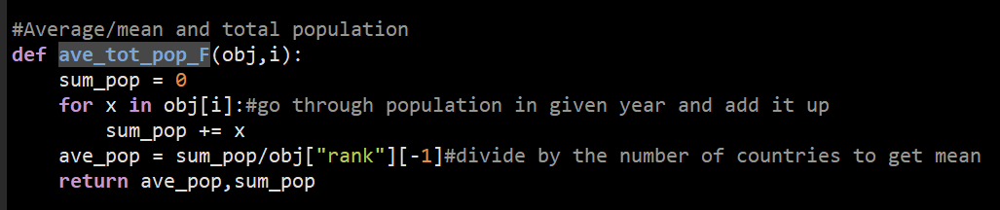 #Average/mean and total population
def ave_tot_pop_F(obj,i):
    sum_pop = 0
    for x in obj[i]:#go through population in given year and add it up
        sum_pop += x
    ave_pop = sum_pop/obj["rank"][-1]#divide by the number of countries to get mean
    return ave_pop,sum_pop